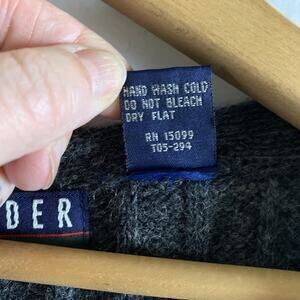 HAND WASH COLD
DO NOT BLEACH
DRY FLAT
RN 15099
T05-294
DER